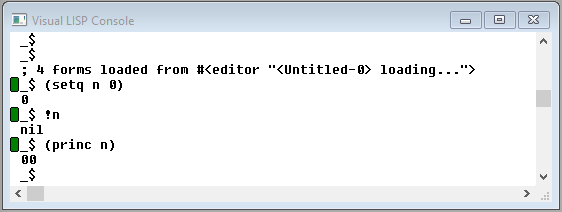 Visual LISP Console
_$
_$
; 4 forms loaded from #<editor "<Untitled-0> loading...">
_$ (setq n 0)
0
_$ !n
nil
_$ (princ n)
00
_$